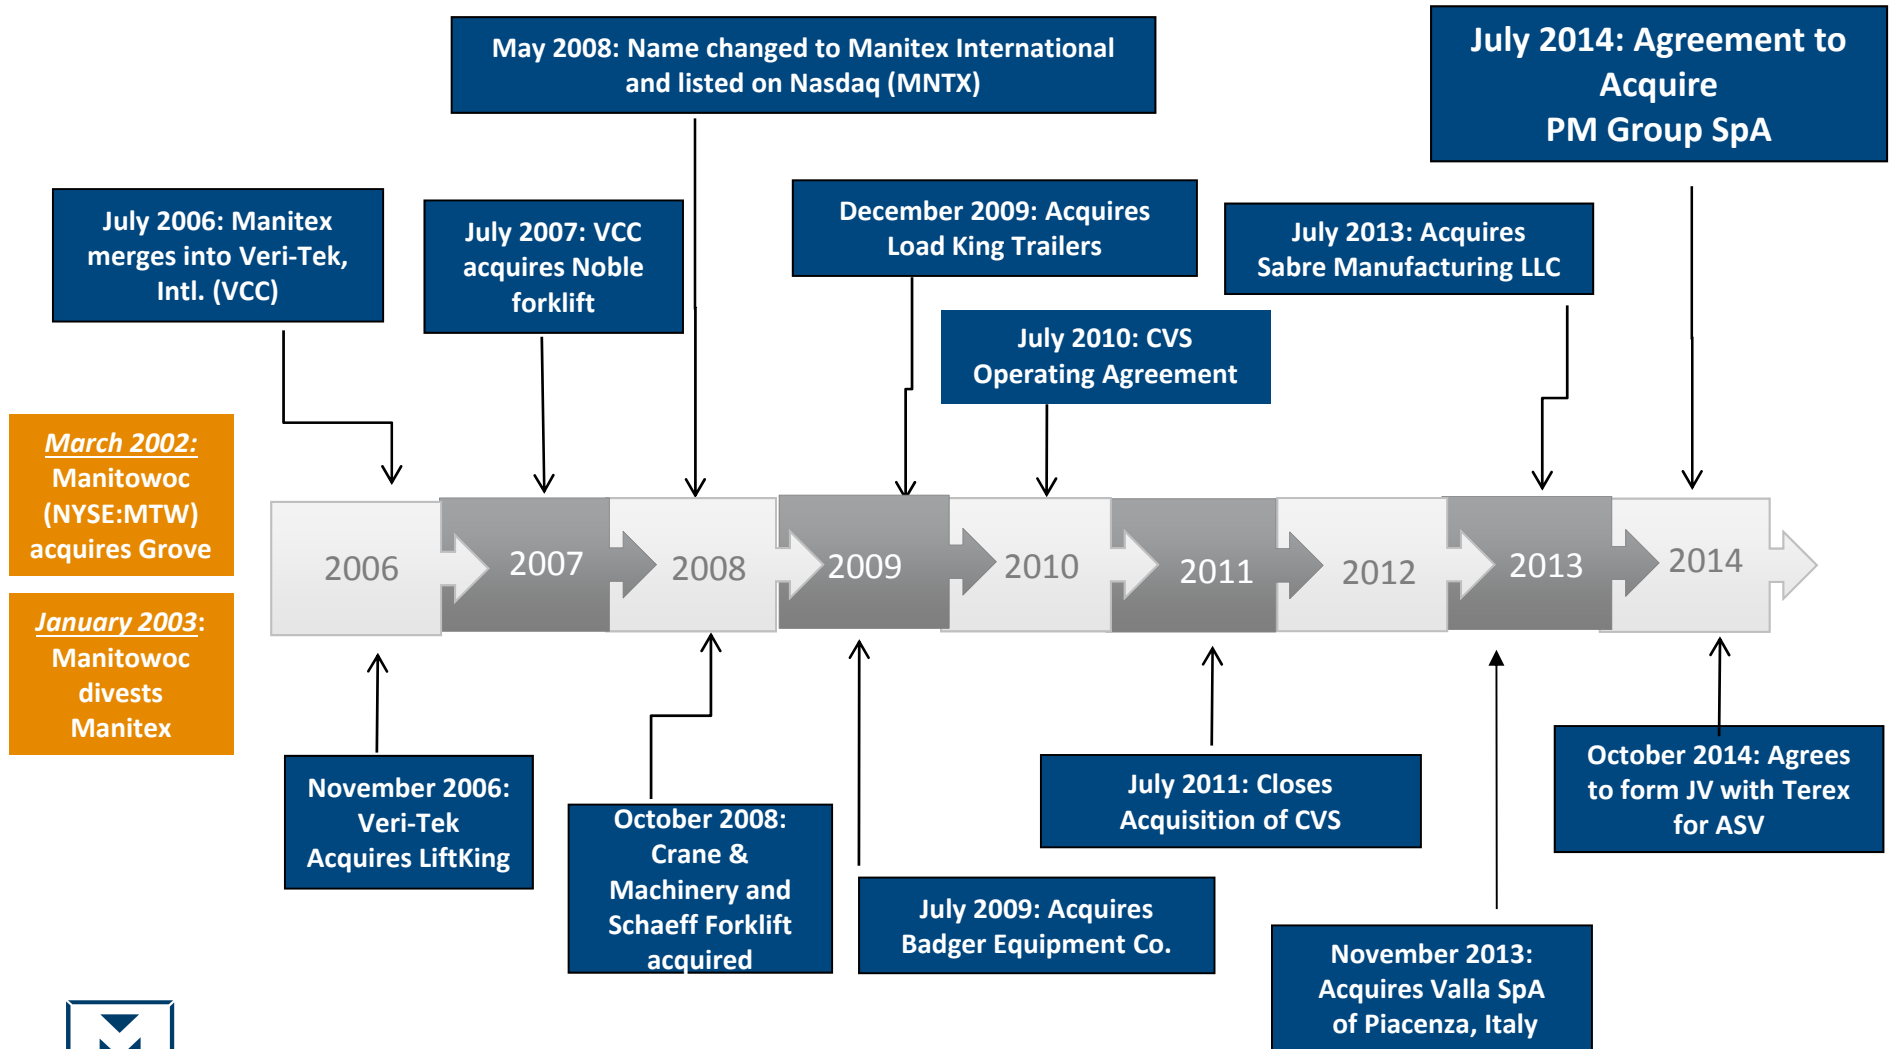 May 2008: Name changed to Manitex International
and listed on Nasdaq (MNTX)
July 2014: Agreement to
Acquire
PM Group SpA
July 2006: Manitex
merges into Veri-Tek,
Intl. (VCC)
July 2007: VCC
acquires Noble
forklift
December 2009: Acquires
Load King Trailers
July 2013: Acquires
Sabre Manufacturing LLC
July 2010: CVS
Operating Agreement
March 2002:
Manitowoc
(NYSE:MTW)
acquires Grove
January 2003:
Manitowoc
divests
Manitex
2006
2007
2008
2009
2010
2011
2012
2013
2014
November 2006:
Veri-Tek
Acquires LiftKing
October 2008:
Crane &
Machinery and
Schaeff Forklift
acquired
July 2009: Acquires
Badger Equipment Co.
July 2011: Closes
Acquisition of CVS
November 2013:
Acquires Valla SpA
of Piacenza, Italy
October 2014: Agrees
to form JV with Terex
for ASV